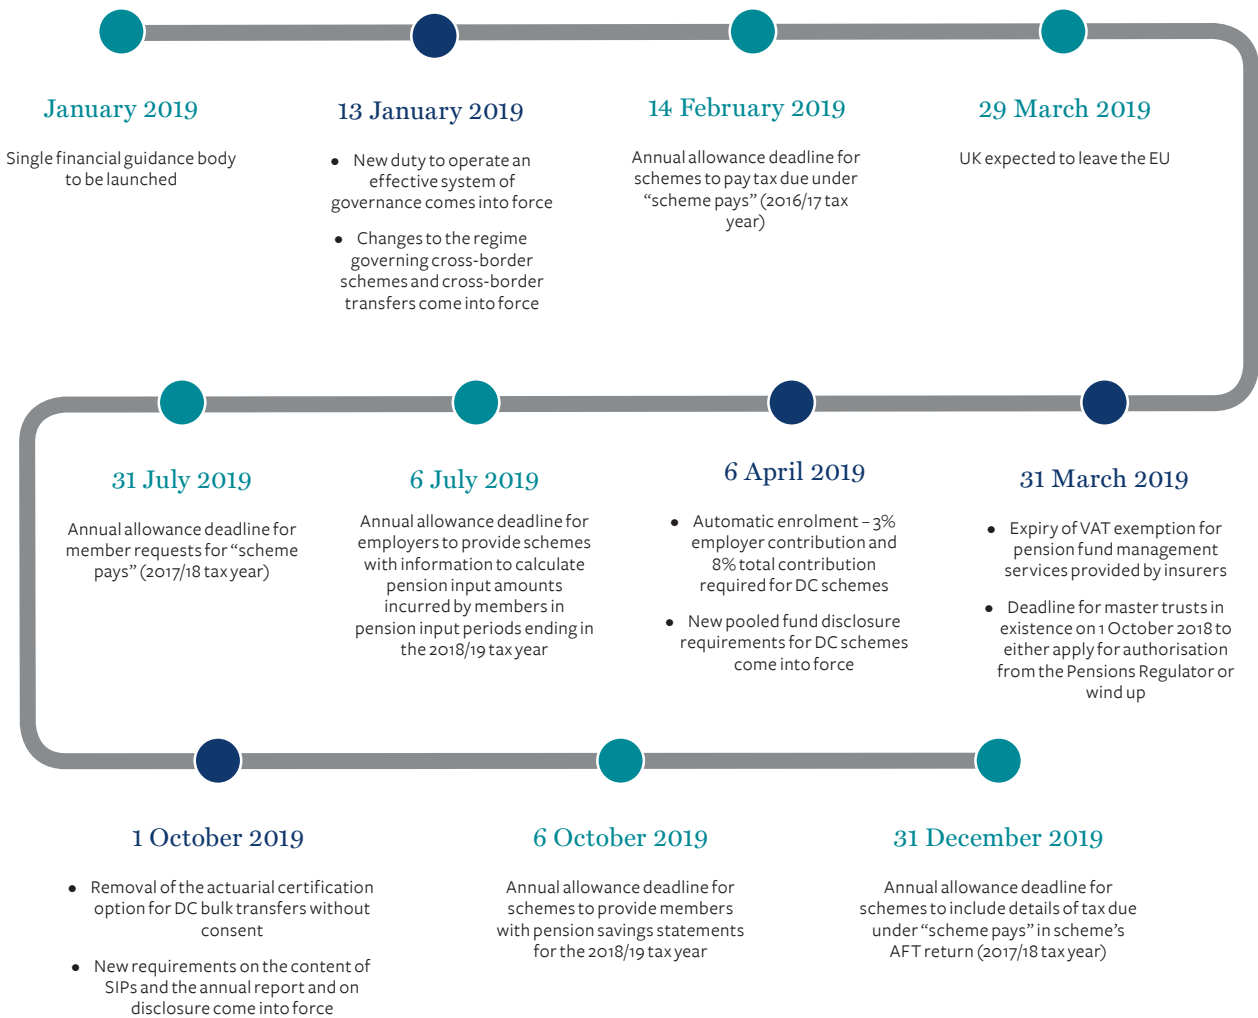 January 2019
Single financial guidance body
to be launched
13 January 2019
• New duty to operate an
effective system of
governance comes into force
• Changes to the regime
governing cross-border
schemes and cross-border
transfers come into force
14 February 2019
Annual allowance deadline for
schemes to pay tax due under
“scheme pays” (2016/17 tax
year)
29 March 2019
UK expected to leave the EU
31 July 2019
Annual allowance deadline for
member requests for “scheme
pays” (2017/18 tax year)
6 July 2019
Annual allowance deadline for
employers to provide schemes
with information to calculate
pension input amounts
incurred by members in
pension input periods ending in
the 2018/19 tax year
6 April 2019
• Automatic enrolment – 3%
employer contribution and
8% total contribution
required for DC schemes
• New pooled fund disclosure
requirements for DC schemes
come into force
31 March 2019
• Expiry of VAT exemption for
pension fund management
services provided by insurers
• Deadline for master trusts in
existence on 1 October 2018 to
either apply for authorisation
from the Pensions Regulator or
wind up
1 October 2019
• Removal of the actuarial certification
option for DC bulk transfers without
consent
• New requirements on the content of
SIPs and the annual report and on
disclosure come into force
6 October 2019
Annual allowance deadline for
schemes to provide members
with pension savings statements
for the 2018/19 tax year
31 December 2019
Annual allowance deadline for
schemes to include details of tax due
under “scheme pays” in scheme’s
AFT return (2017/18 tax year)